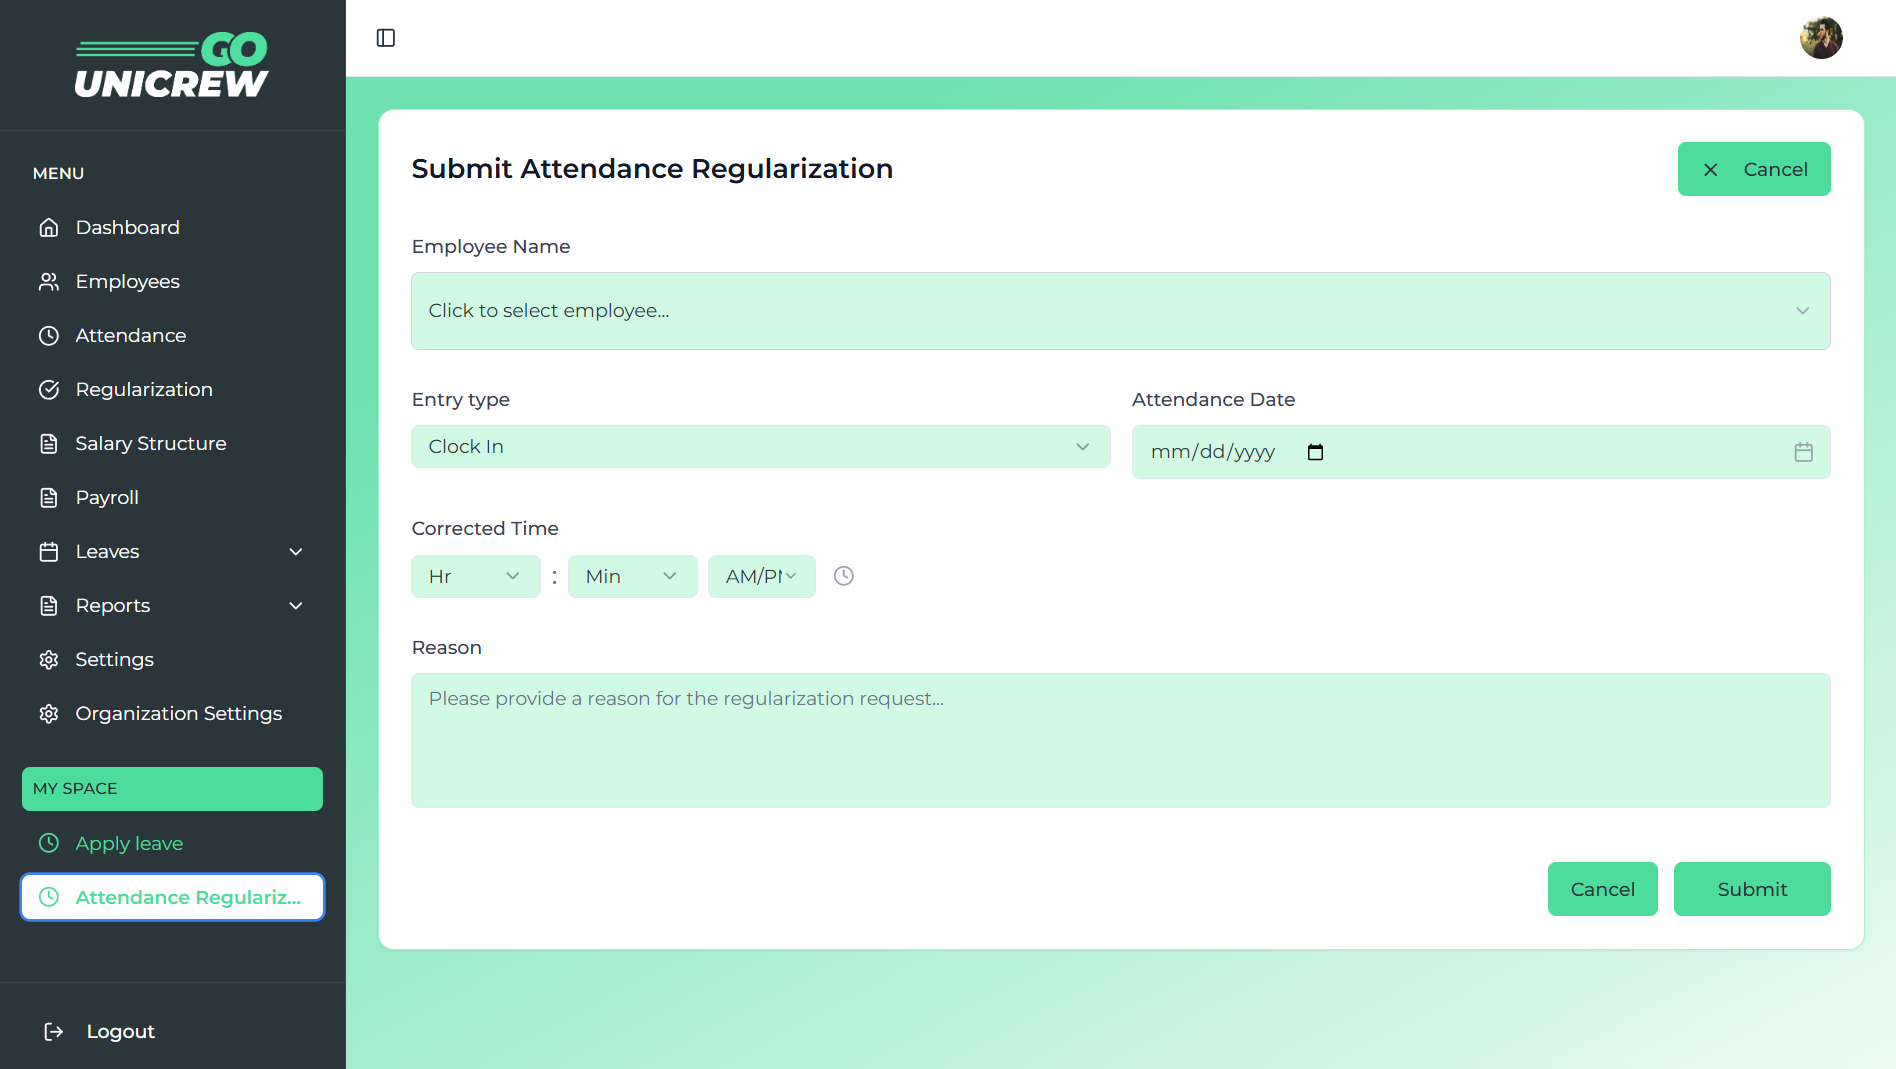 GO
UNICREW
MENU
Dashboard
Employees
Attendance
Regularization
Salary Structure
Payroll
Leaves
Reports
Settings
Organization Settings
MY SPACE
Apply leave
Attendance Regulariz...
Logout
Submit Attendance Regularization
Cancel
Employee Name
Click to select employee...
Entry type
Attendance Date
Clock In
mm/dd/yyyy
Corrected Time
Hr : Min AM/PM
Reason
Please provide a reason for the regularization request...
Cancel
Submit